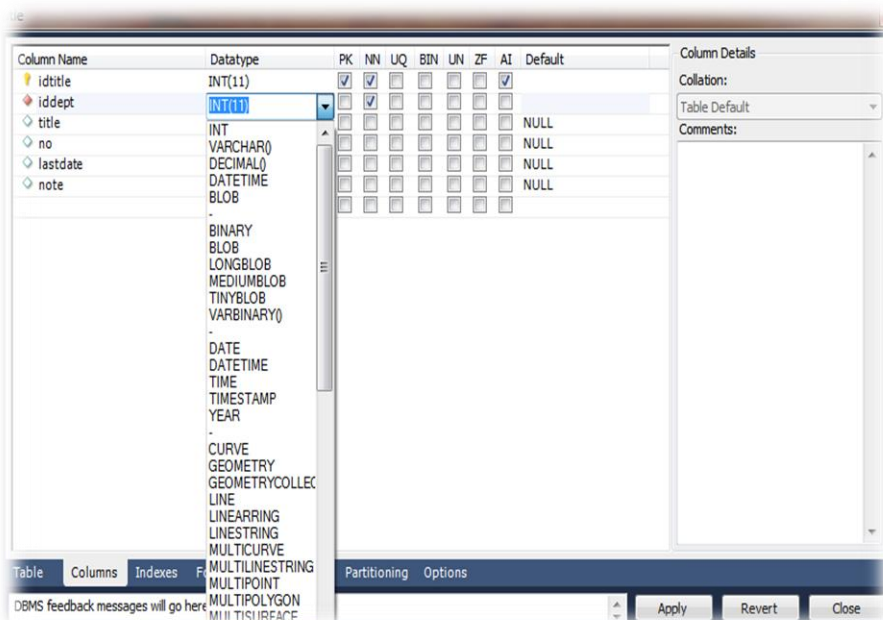 Column Name Datatype PK NN UQ BIN UN ZF AI Default
idtitle INT(11)
iddept INT(11)
title NULL
no NULL
lastdate NULL
note NULL
INT
VARCHAR()
DECIMAL()
DATETIME
BLOB
-
BINARY
BLOB
LONGBLOB
MEDIUMBLOB
TINYBLOB
VARBINARY()
-
DATE
DATETIME
TIME
TIMESTAMP
YEAR
-
CURVE
GEOMETRY
GEOMETRYCOLLEC
LINE
LINEARRING
LINESTRING
MULTICURVE
MULTILINESTRING
MULTIPOINT
MULTIPOLYGON
MULTISURFACE
Column Details
Collation:
Table Default
Comments:
Table Columns Indexes Partitioning Options
DBMS feedback messages will go here
Apply Revert Close